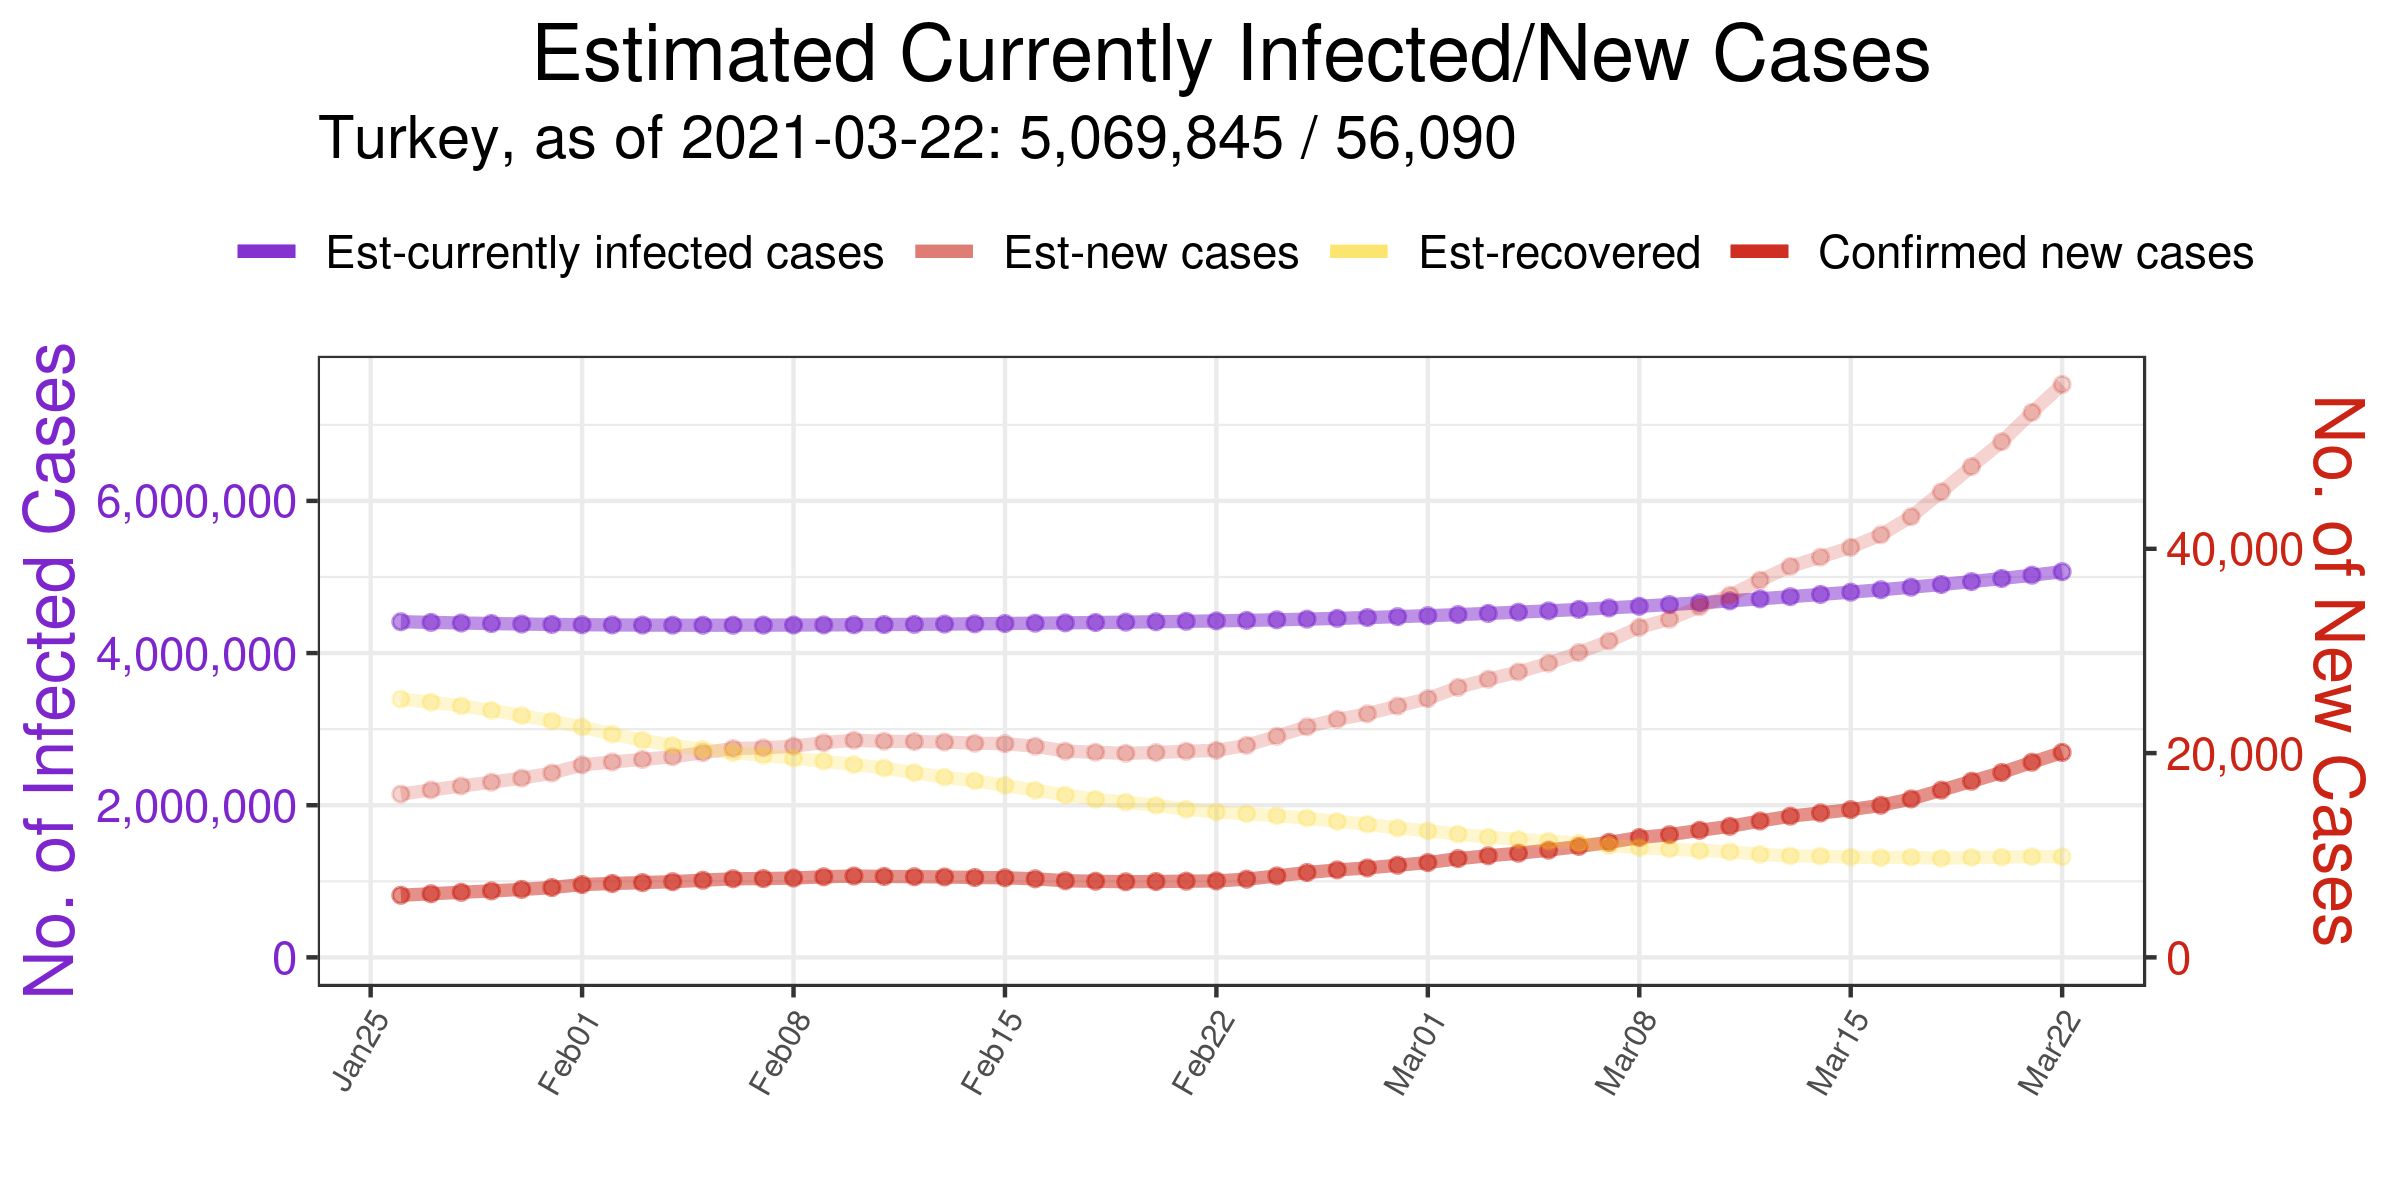 Estimated Currently Infected/New Cases
Turkey, as of 2021-03-22: 5,069,845 / 56,090
Est-currently infected cases Est-new cases Est-recovered Confirmed new cases
No. of Infected Cases
6,000,000
4,000,000
2,000,000
0
40,000
20,000
0
No. of New Cases
Jan25 Feb01 Feb08 Feb15 Feb22 Mar01 Mar08 Mar15 Mar22